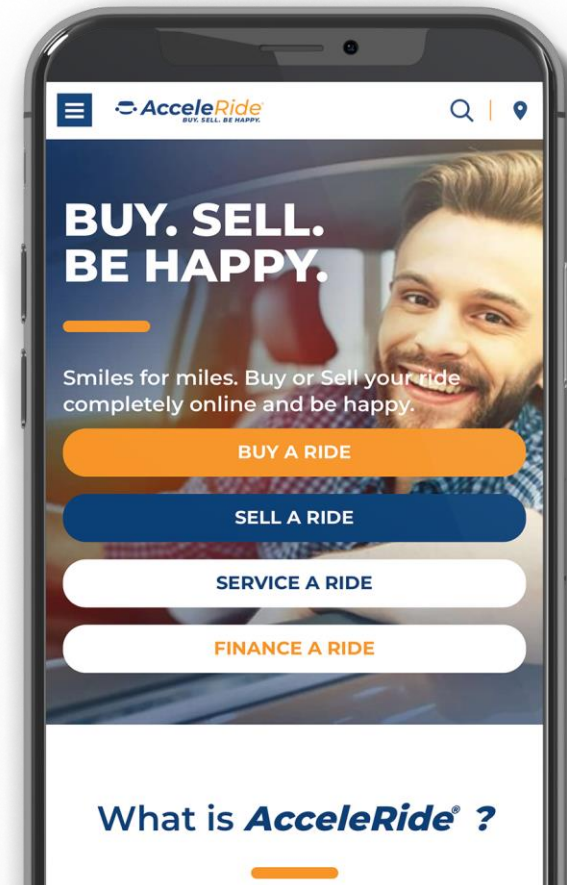 AcceleRide®
BUY. SELL. BE HAPPY.
BUY. SELL.
BE HAPPY.
Smiles for miles. Buy or Sell your ride
completely online and be happy.
BUY A RIDE
SELL A RIDE
SERVICE A RIDE
FINANCE A RIDE
What is AcceleRide® ?